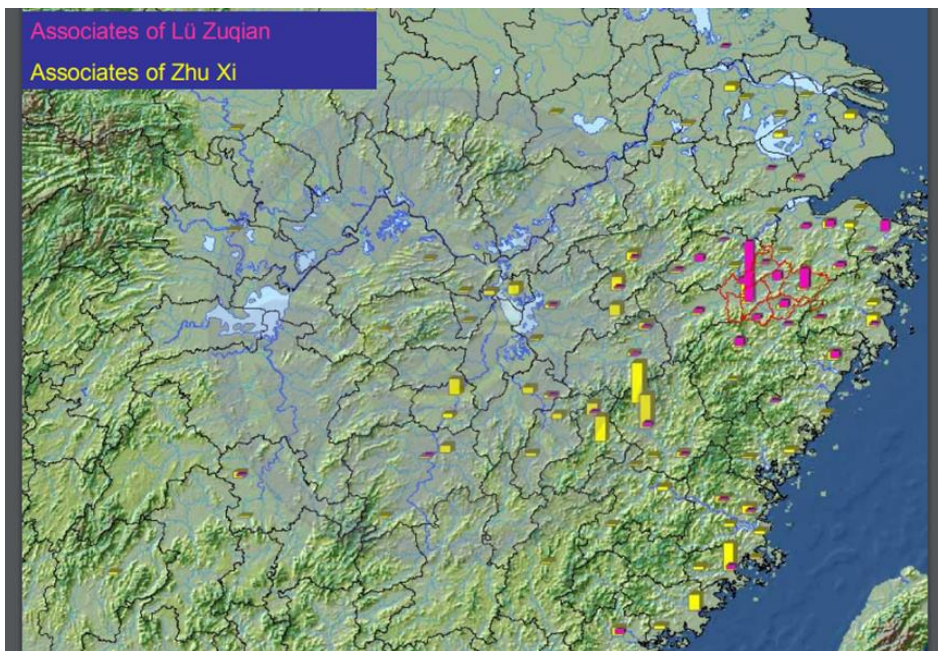 Associates of Lü Zuqian
Associates of Zhu Xi